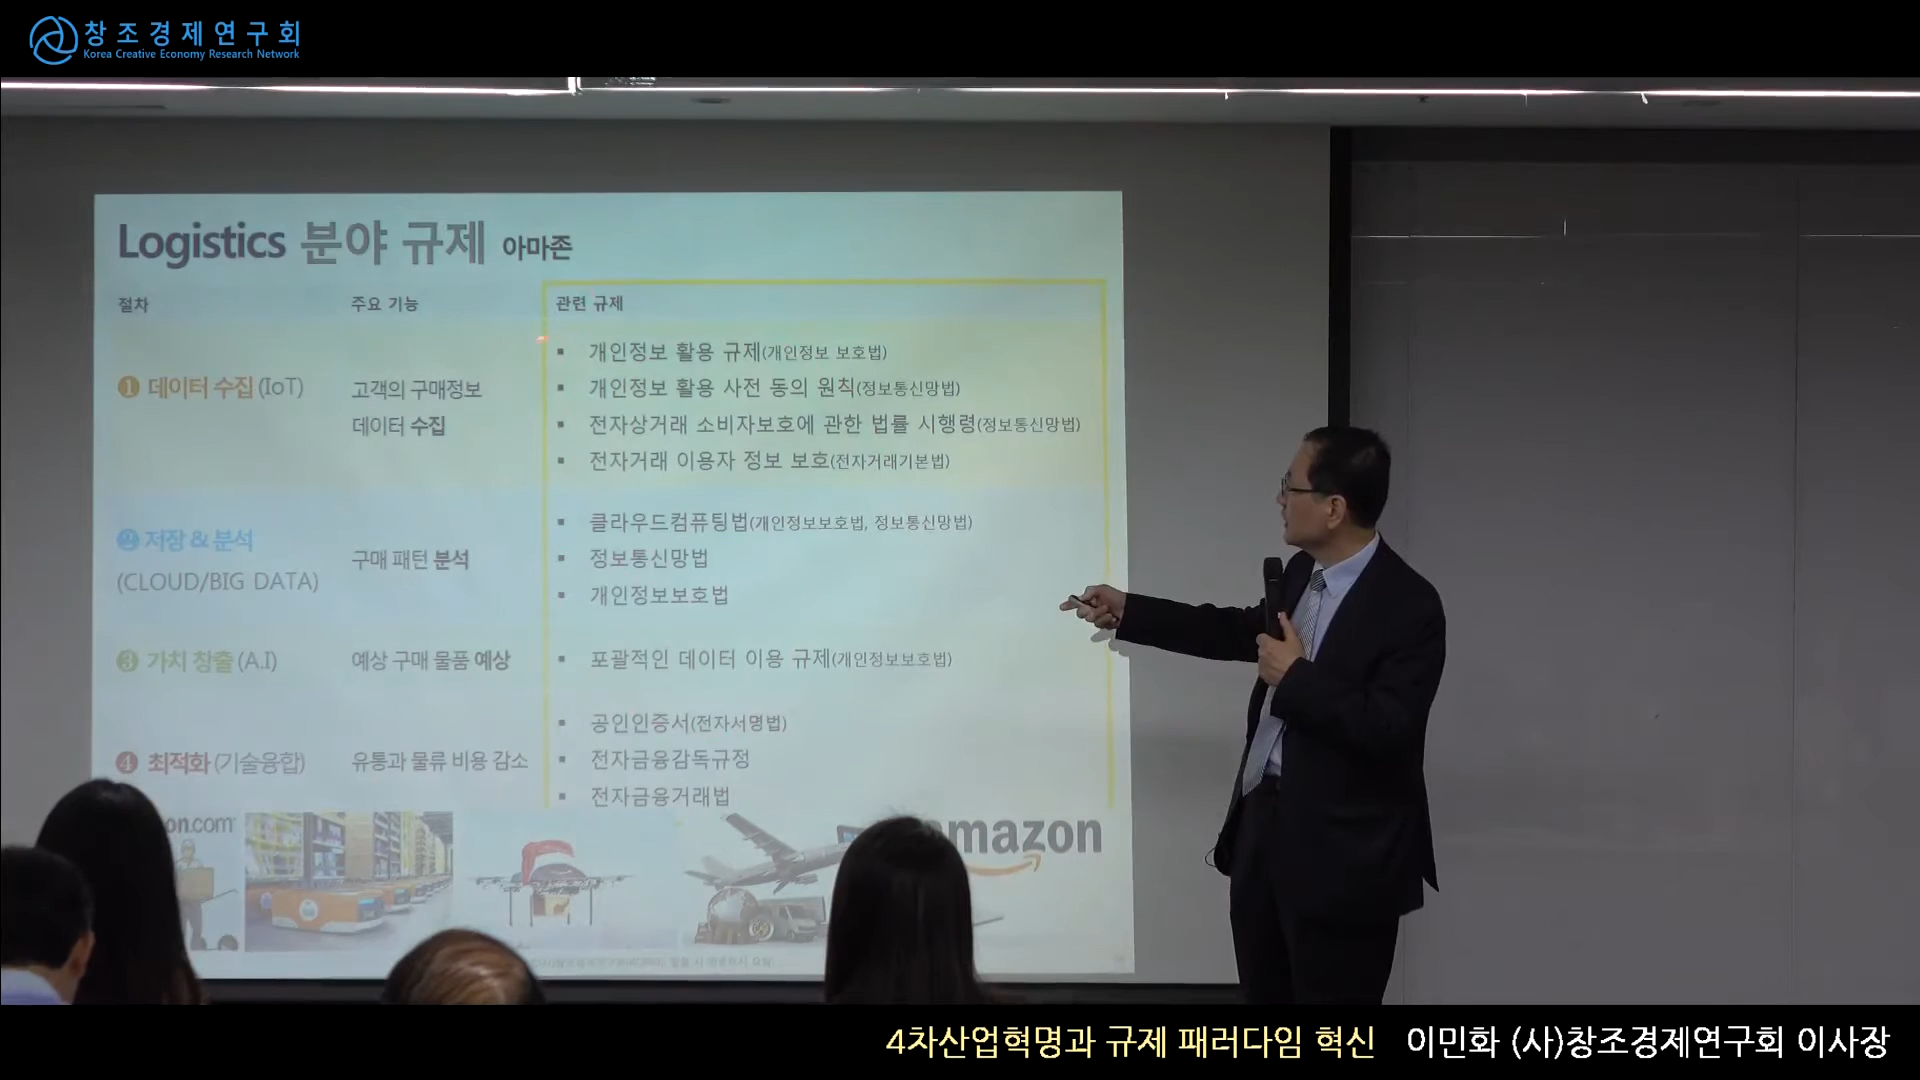 창조경제연구회
Korea Creative Economy Research Network
Logistics 분야 규제 아마존
절차 주요 기능 관련 규제
❶ 데이터 수집 (IoT)
고객의 구매정보
데이터 수집
▪ 개인정보 활용 규제(개인정보 보호법)
▪ 개인정보 활용 사전 동의 원칙(정보통신망법)
▪ 전자상거래 소비자보호에 관한 법률 시행령(정보통신망법)
▪ 전자거래 이용자 정보 보호(전자거래기본법)
❷ 저장 & 분석
(CLOUD/BIG DATA)
구매 패턴 분석
▪ 클라우드컴퓨팅법(개인정보보호법, 정보통신망법)
▪ 정보통신망법
▪ 개인정보보호법
❸ 가치 창출 (A.I)
예상 구매 물품 예상
▪ 포괄적인 데이터 이용 규제(개인정보보호법)
❹ 최적화 (기술융합)
유통과 물류 비용 감소
▪ 공인인증서(전자서명법)
▪ 전자금융감독규정
▪ 전자금융거래법
on.com
amazon
4차산업혁명과 규제 패러다임 혁신 이민화 (사)창조경제연구회 이사장